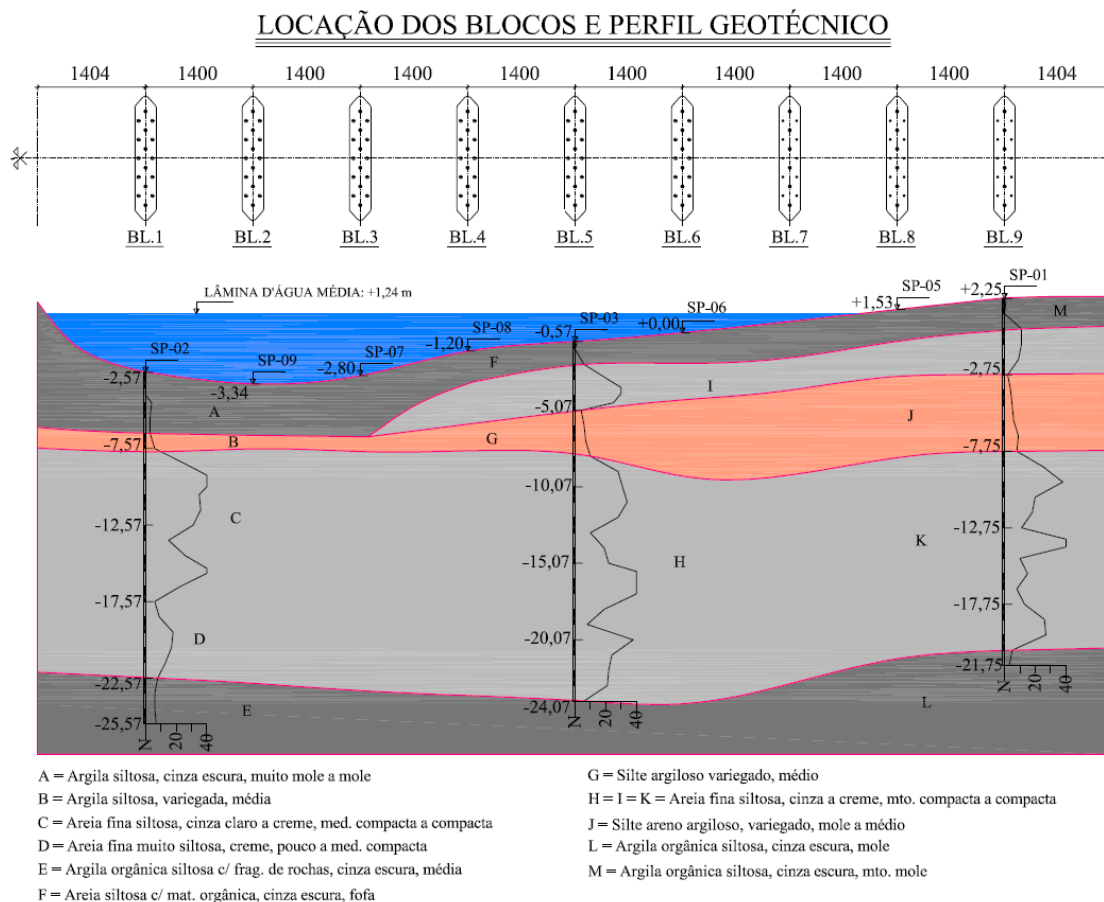 LOCAÇÃO DOS BLOCOS E PERFIL GEOTÉCNICO
1404 1400 1400 1400 1400 1400 1400 1400 1400 1404
BL.1 BL.2 BL.3 BL.4 BL.5 BL.6 BL.7 BL.8 BL.9
LÂMINA D'ÁGUA MÉDIA: +1,24 m
SP-02
-2,57
SP-09
-3,34
SP-07
-2,80
SP-08
-1,20
SP-03
-0,57
SP-06
+0,00
SP-05
+1,53
SP-01
+2,25
A
B
C
D
E
F
G
H
I
J
K
L
M
-7,57
-12,57
-17,57
-22,57
-25,57
N 20 40
-5,07
-10,07
-15,07
-20,07
-24,07
N 20 40
-2,75
-7,75
-12,75
-17,75
-21,75
N 20 40
A = Argila siltosa, cinza escura, muito mole a mole
B = Argila siltosa, variegada, média
C = Areia fina siltosa, cinza claro a creme, med. compacta a compacta
D = Areia fina muito siltosa, creme, pouco a med. compacta
E = Argila orgânica siltosa c/ frag. de rochas, cinza escura, média
F = Areia siltosa c/ mat. orgânica, cinza escura, fofa
G = Silte argiloso variegado, médio
H = I = K = Areia fina siltosa, cinza a creme, mto. compacta a compacta
J = Silte areno argiloso, variegado, mole a médio
L = Argila orgânica siltosa, cinza escura, mole
M = Argila orgânica siltosa, cinza escura, mto. mole